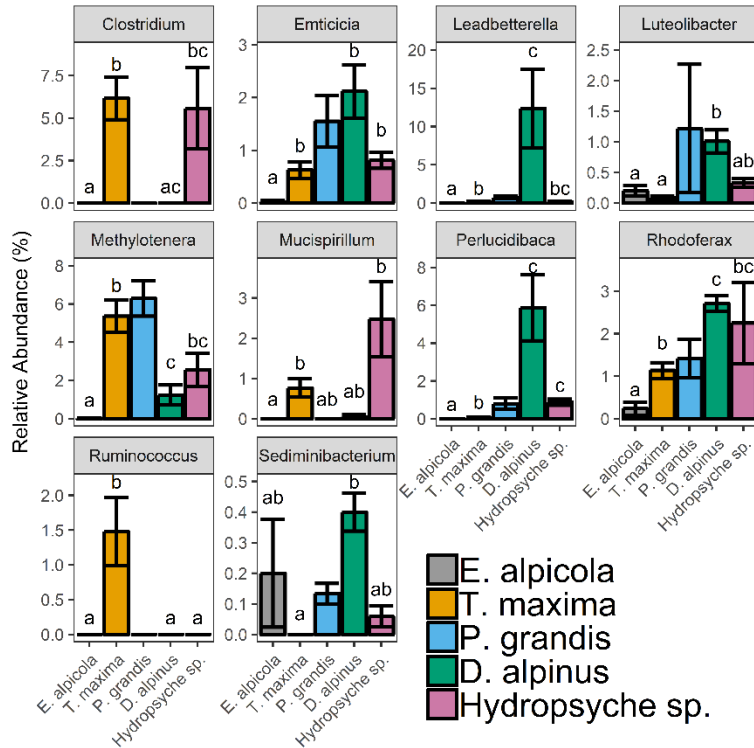 Relative Abundance (%)
Clostridium
7.5
5.0
2.5
0.0
a
b
ac
bc
Emticicia
3
2
1
0
a
b
b
b
Leadbetterella
20
15
10
5
0
a
b
c
bc
Luteolibacter
2.5
2.0
1.5
1.0
0.5
0.0
a
a
b
ab
Methylotenera
8
6
4
2
0
a
b
c
bc
Mucispirillum
3
2
1
0
a
b
ab
ab
b
Perlucidibaca
8
6
4
2
0
a
b
c
c
E. alpicola
T. maxima
P. grandis
D. alpinus
Hydropsyche sp.
Rhodoferax
3
2
1
0
a
b
c
bc
E. alpicola
T. maxima
P. grandis
D. alpinus
Hydropsyche sp.
Ruminococcus
2.0
1.5
1.0
0.5
0.0
a
b
a
a
E. alpicola
T. maxima
P. grandis
D. alpinus
Hydropsyche sp.
Sediminibacterium
0.5
0.4
0.3
0.2
0.1
0.0
ab
a
b
ab
E. alpicola
T. maxima
P. grandis
D. alpinus
Hydropsyche sp.
E. alpicola
T. maxima
P. grandis
D. alpinus
Hydropsyche sp.